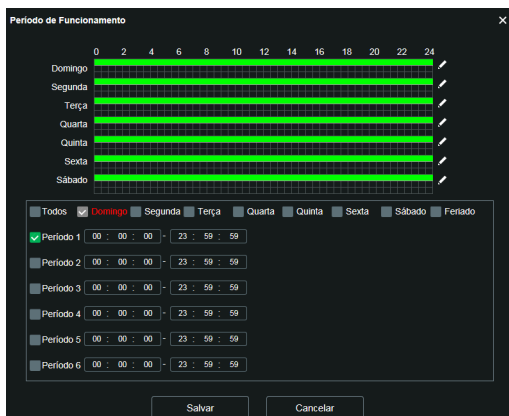 Período de Funcionamento
0 2 4 6 8 10 12 14 16 18 20 22 24
Domingo
Segunda
Terça
Quarta
Quinta
Sexta
Sábado
Todos Domingo Segunda Terça Quarta Quinta Sexta Sábado Feriado
Período 1 00 : 00 : 00 - 23 : 59 : 59
Período 2 00 : 00 : 00 - 23 : 59 : 59
Período 3 00 : 00 : 00 - 23 : 59 : 59
Período 4 00 : 00 : 00 - 23 : 59 : 59
Período 5 00 : 00 : 00 - 23 : 59 : 59
Período 6 00 : 00 : 00 - 23 : 59 : 59
Salvar Cancelar